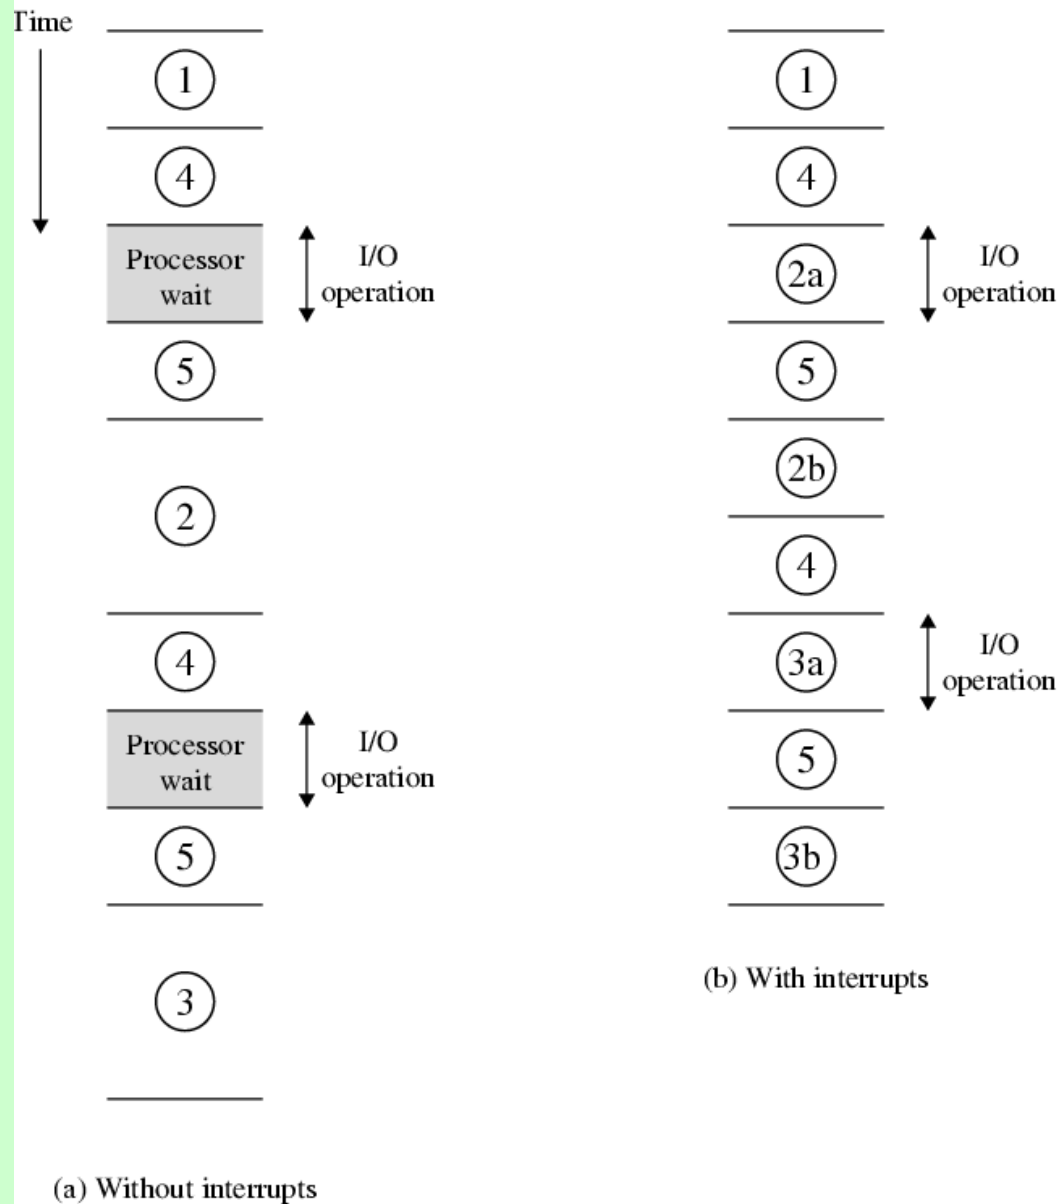 Time
1
4
Processor
wait
I/O
operation
5
2
4
Processor
wait
I/O
operation
5
3
(a) Without interrupts
1
4
2a
I/O
operation
5
2b
4
3a
I/O
operation
5
3b
(b) With interrupts